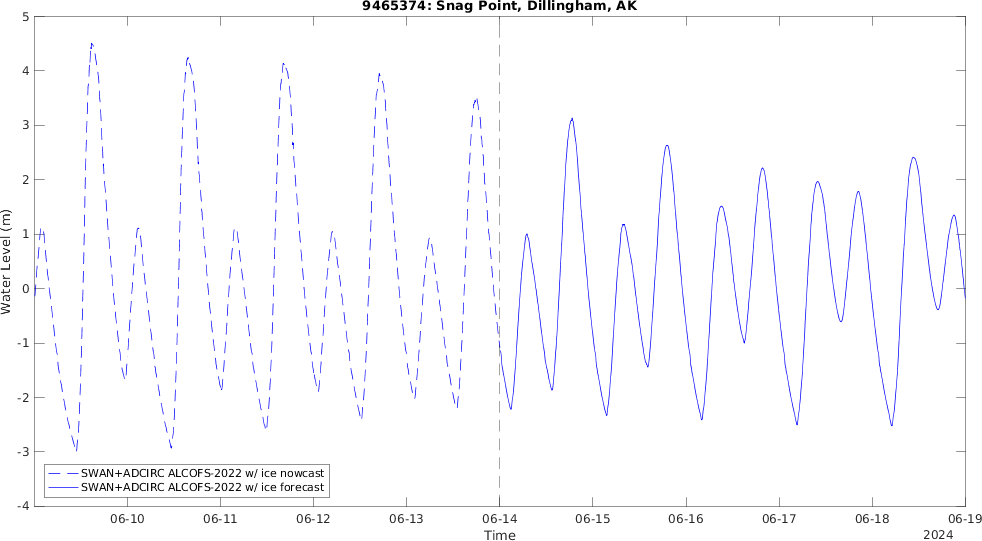 9465374: Snag Point, Dillingham, AK
5
4
3
2
1
0
-1
-2
-3
-4
Water Level (m)
SWAN+ADCIRC ALCOFS-2022 w/ ice nowcast
SWAN+ADCIRC ALCOFS-2022 w/ ice forecast
06-10 06-11 06-12 06-13 06-14 06-15 06-16 06-17 06-18 06-19
Time
2024